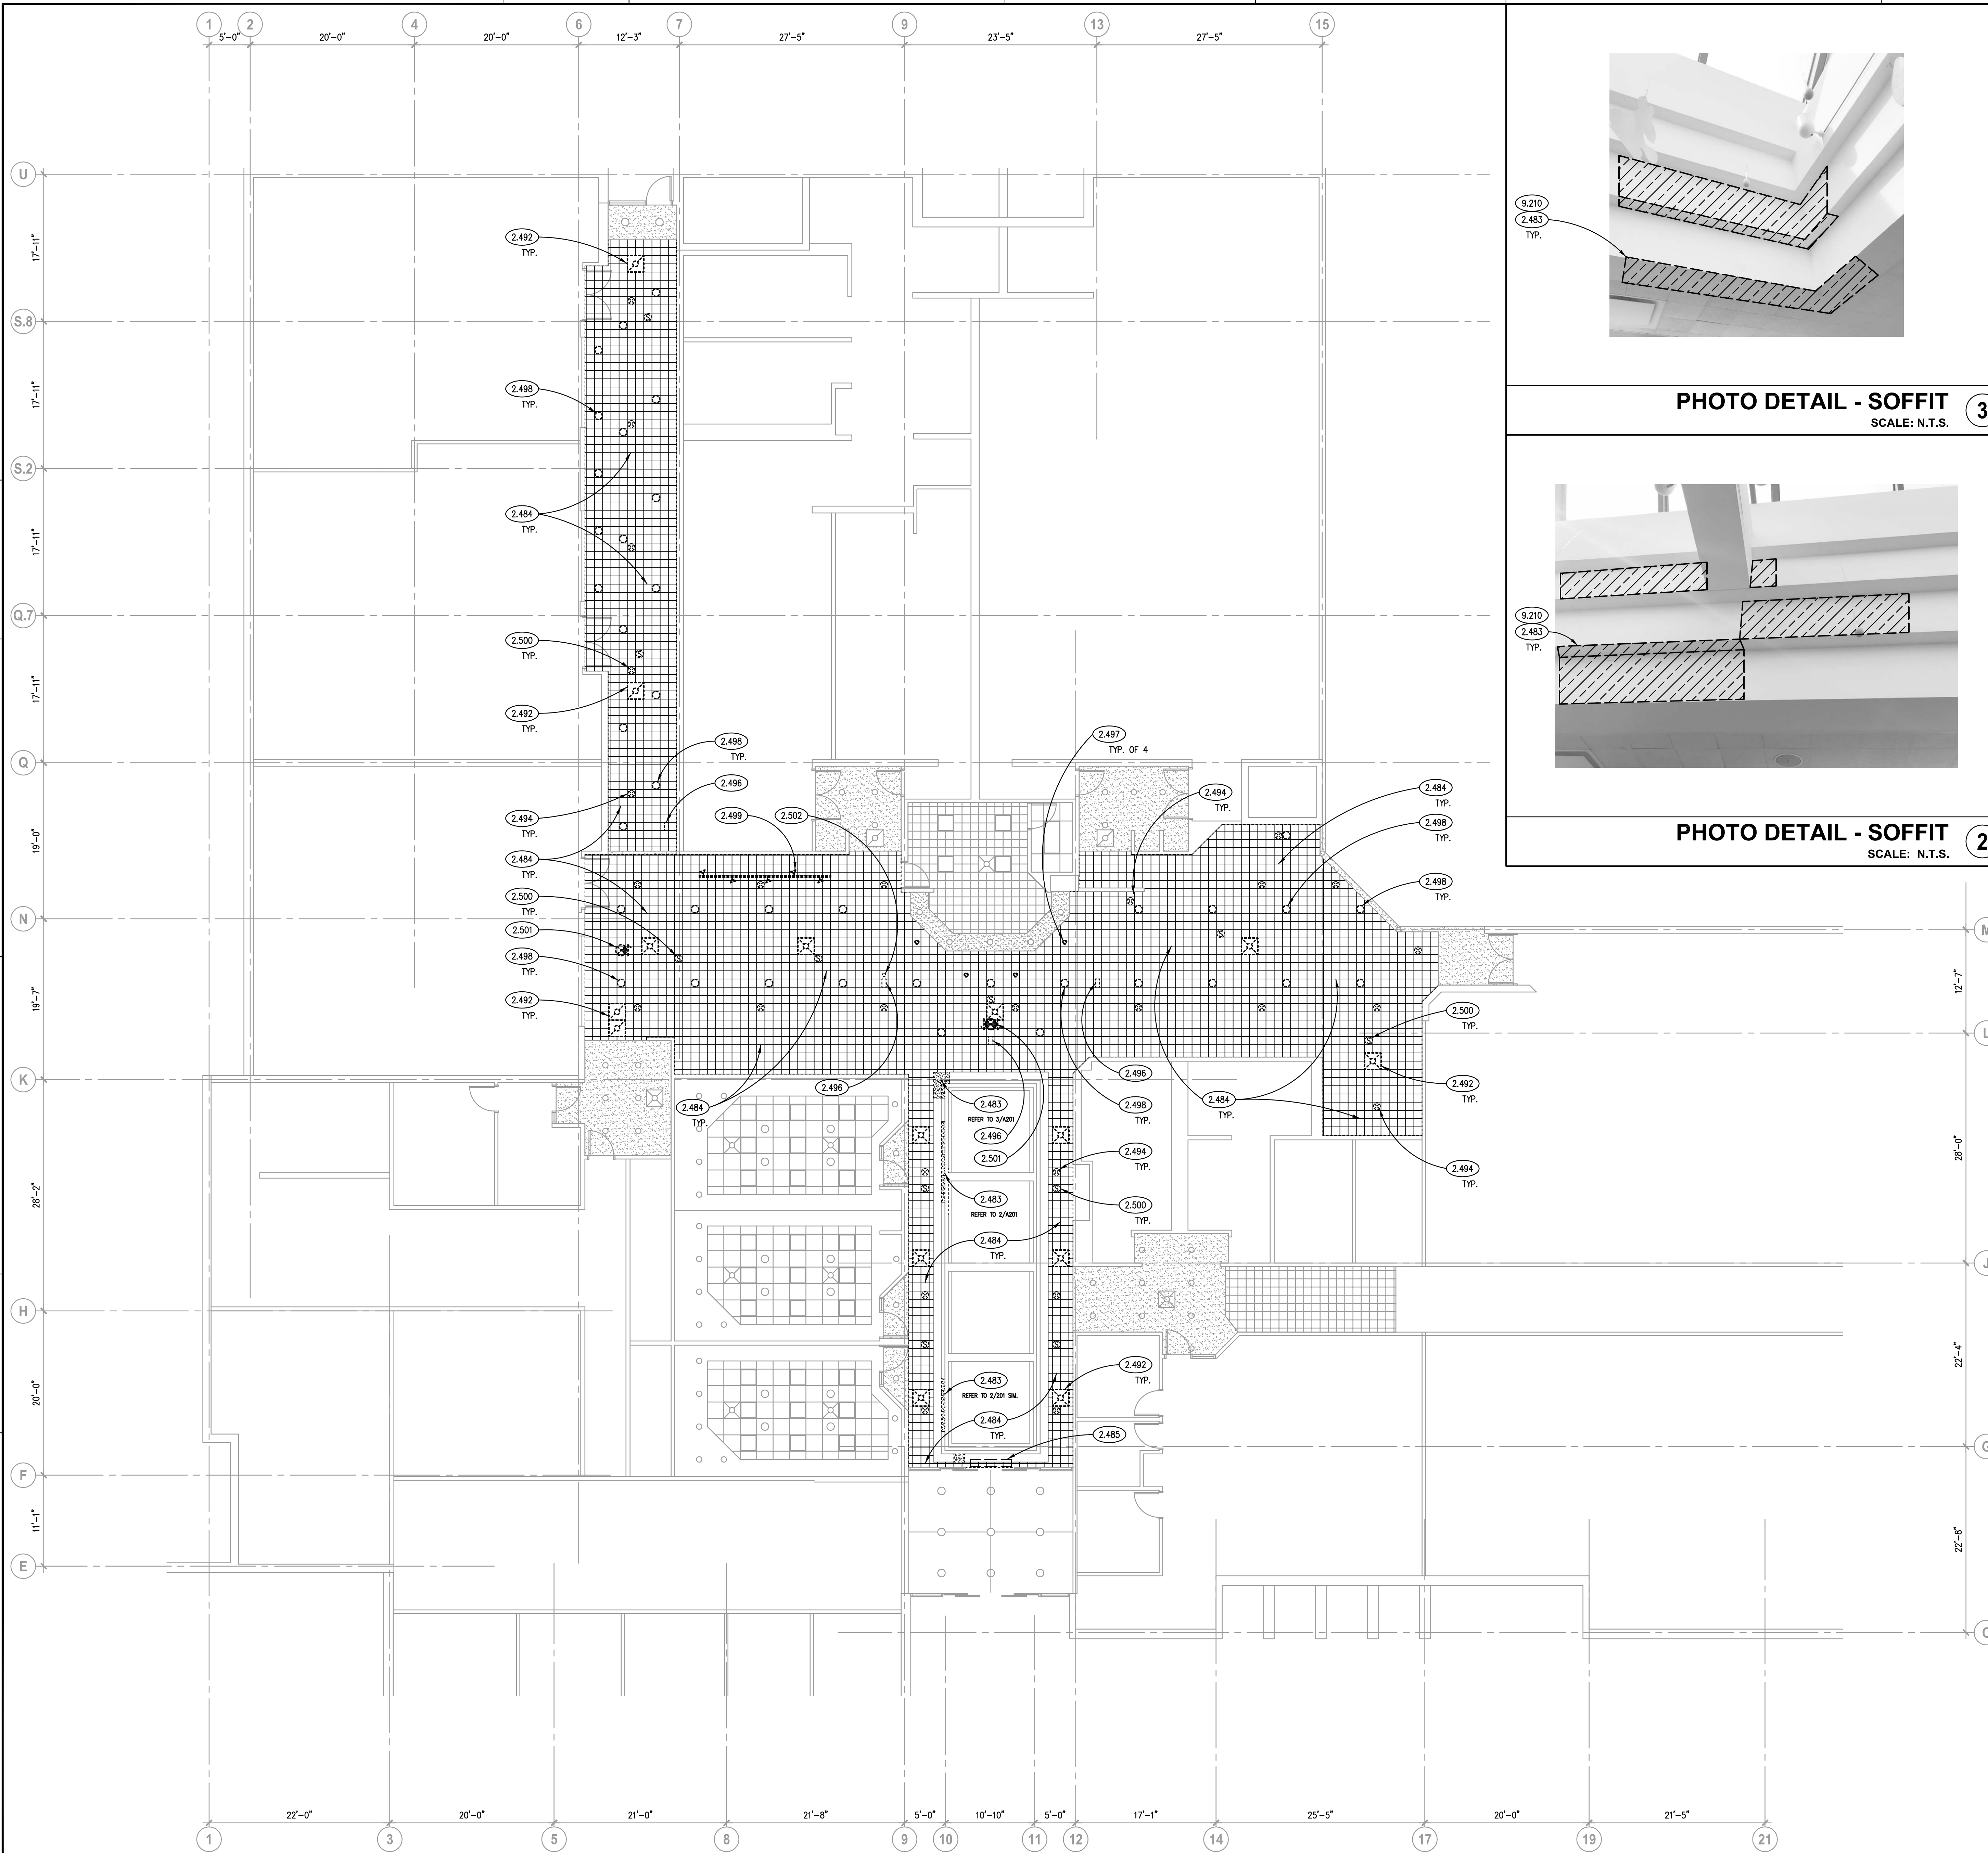 1
2
4
6
7
9
13
15
5'-0"
20'-0"
20'-0"
12'-3"
27'-5"
23'-5"
27'-5"
U
17'-11"
S.8
17'-11"
S.2
17'-11"
Q.7
17'-11"
Q
19'-0"
N
19'-7"
K
28'-2"
H
20'-0"
F
11'-1"
E
2.492
TYP.
2.498
TYP.
2.484
TYP.
2.500
TYP.
2.492
TYP.
2.498
TYP.
2.496
2.494
TYP.
2.499
2.502
2.484
TYP.
2.500
TYP.
2.501
2.498
TYP.
2.492
TYP.
2.497
TYP. OF 4
2.494
TYP.
2.484
TYP.
2.498
TYP.
2.498
TYP.
2.500
TYP.
2.492
TYP.
2.494
TYP.
2.484
TYP.
2.496
2.483
REFER TO 3/A201
2.496
2.501
2.496
2.498
TYP.
2.484
TYP.
2.494
TYP.
2.483
REFER TO 2/A201
2.500
TYP.
2.484
TYP.
2.492
TYP.
2.483
REFER TO 2/201 SIM.
2.484
TYP.
2.485
9.210
2.483
TYP.
PHOTO DETAIL - SOFFIT
SCALE: N.T.S.
3
9.210
2.483
TYP.
PHOTO DETAIL - SOFFIT
SCALE: N.T.S.
2
M
12'-7"
L
28'-0"
J
22'-4"
G
22'-8"
22'-0"
20'-0"
21'-0"
21'-8"
5'-0"
10'-10"
5'-0"
17'-1"
25'-5"
20'-0"
21'-5"
1
3
5
8
9
10
11
12
14
17
19
21